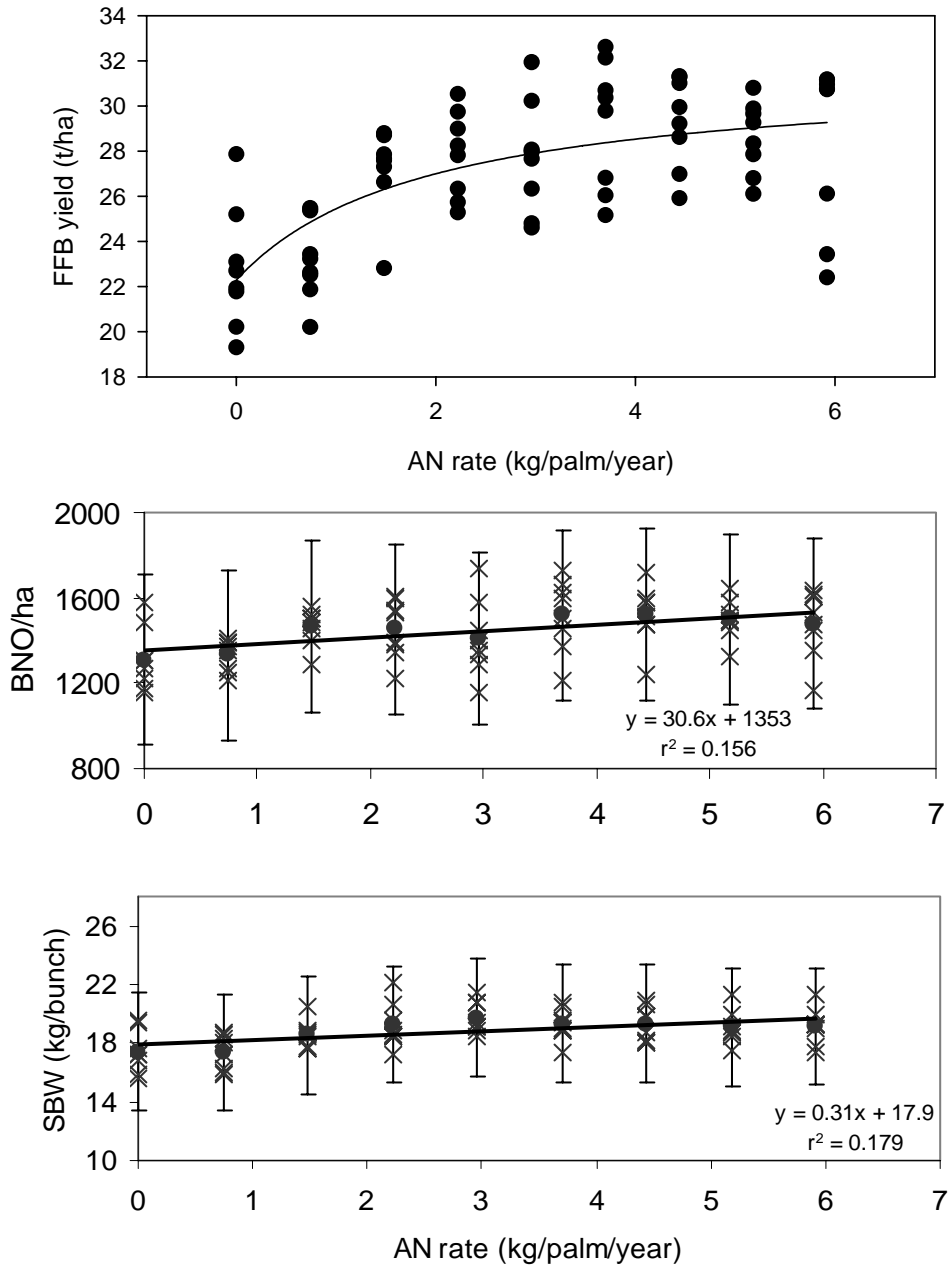 34
32
30
28
26
24
22
20
18
FFB yield (t/ha)
0 2 4 6
AN rate (kg/palm/year)
2000
1600
1200
800
BNO/ha
y = 30.6x + 1353
r² = 0.156
0 1 2 3 4 5 6 7
26
22
18
14
10
SBW (kg/bunch)
y = 0.31x + 17.9
r² = 0.179
0 1 2 3 4 5 6 7
AN rate (kg/palm/year)